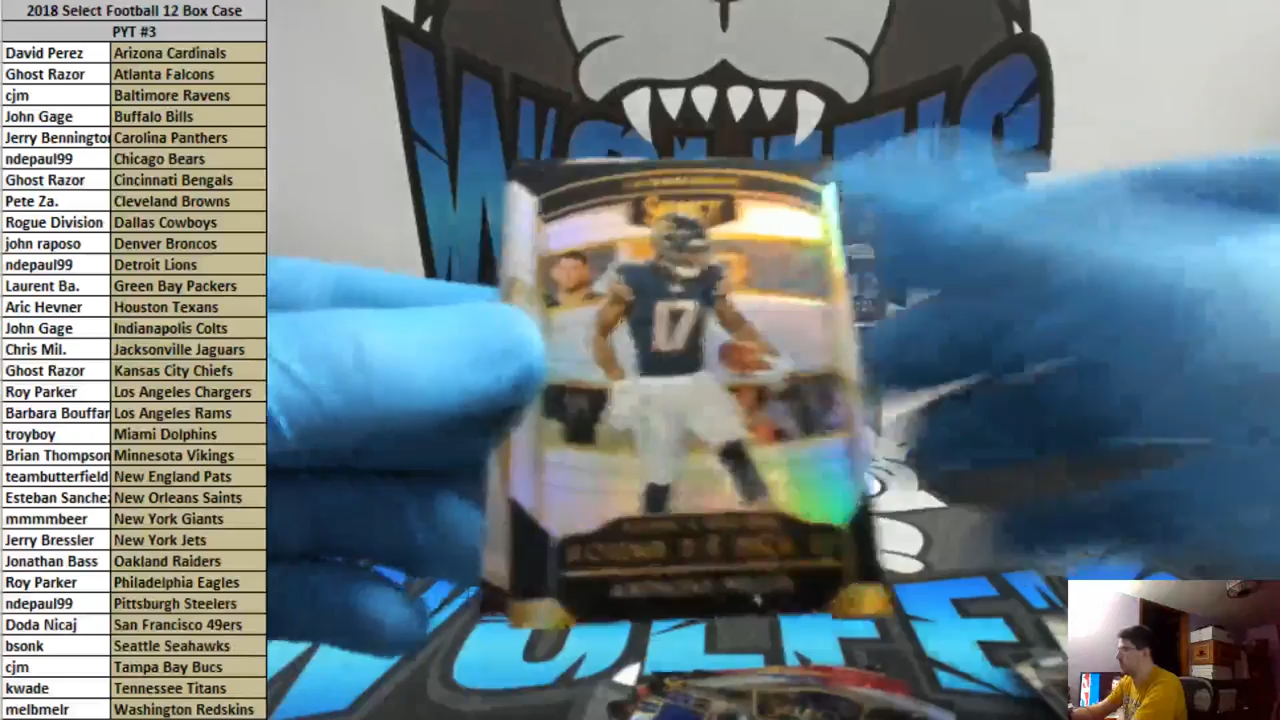 2018 Select Football 12 Box Case
PYT #3
David Perez Arizona Cardinals
Ghost Razor Atlanta Falcons
cjm Baltimore Ravens
John Gage Buffalo Bills
Jerry Benningtor Carolina Panthers
ndepaul99 Chicago Bears
Ghost Razor Cincinnati Bengals
Pete Za. Cleveland Browns
Rogue Division Dallas Cowboys
john raposo Denver Broncos
ndepaul99 Detroit Lions
Laurent Ba. Green Bay Packers
Aric Hevner Houston Texans
John Gage Indianapolis Colts
Chris Mil. Jacksonville Jaguars
Ghost Razor Kansas City Chiefs
Roy Parker Los Angeles Chargers
Barbara Bouffar Los Angeles Rams
troyboy Miami Dolphins
Brian Thompson Minnesota Vikings
teambutterfield New England Pats
Esteban Sanche New Orleans Saints
mmmmbeer New York Giants
Jerry Bressler New York Jets
Jonathan Bass Oakland Raiders
Roy Parker Philadelphia Eagles
ndepaul99 Pittsburgh Steelers
Doda Nicaj San Francisco 49ers
bsonk Seattle Seahawks
cjm Tampa Bay Bucs
kwade Tennessee Titans
melbmelr Washington Redskins
Select
17